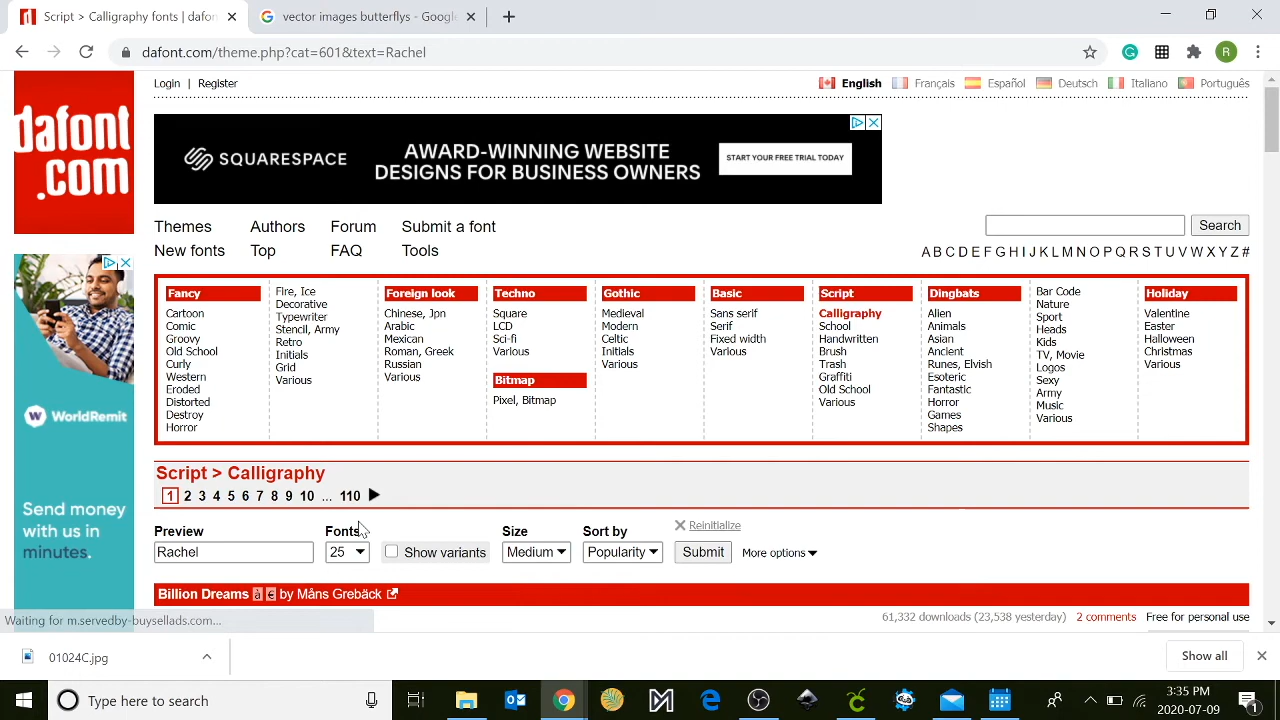 Script > Calligraphy | dafont.com
vector images butterflys - Google
dafont.com/theme.php?cat=601&text=Rachel
R
Login | Register
English Français Español Deutsch Italiano Português
dafont
.com
SQUARESPACE
AWARD-WINNING WEBSITE
DESIGNS FOR BUSINESS OWNERS
START YOUR FREE TRIAL TODAY
Themes Authors Forum Submit a font
New fonts Top FAQ Tools
Search
A B C D E F G H I J K L M N O P Q R S T U V W X Y Z #
Fancy
Cartoon
Comic
Groovy
Old School
Curly
Western
Eroded
Distorted
Destroy
Horror
Fire, Ice
Decorative
Typewriter
Stencil, Army
Retro
Initials
Grid
Various
Foreign look
Chinese, Jpn
Arabic
Mexican
Roman, Greek
Russian
Various
Techno
Square
LCD
Sci-fi
Various
Bitmap
Pixel, Bitmap
Gothic
Medieval
Modern
Celtic
Initials
Various
Basic
Sans serif
Serif
Fixed width
Various
Script
Calligraphy
School
Handwritten
Brush
Trash
Graffiti
Old School
Various
Dingbats
Alien
Animals
Asian
Ancient
Runes, Elvish
Esoteric
Fantastic
Horror
Games
Shapes
Bar Code
Nature
Sport
Heads
Kids
TV, Movie
Logos
Sexy
Army
Music
Various
Holiday
Valentine
Easter
Halloween
Christmas
Various
WorldRemit
Send money
with us in
minutes.
Script > Calligraphy
1 2 3 4 5 6 7 8 9 10 ... 110
Preview Fonts Size Sort by Reinitialize
Rachel 25 Show variants Medium Popularity Submit More options
Billion Dreams à € by Måns Grebäck
61,332 downloads (23,538 yesterday) 2 comments Free for personal use
Waiting for m.servedby-buysellads.com...
01024C.jpg
Show all
Type here to search
3:35 PM
2020-07-09
1